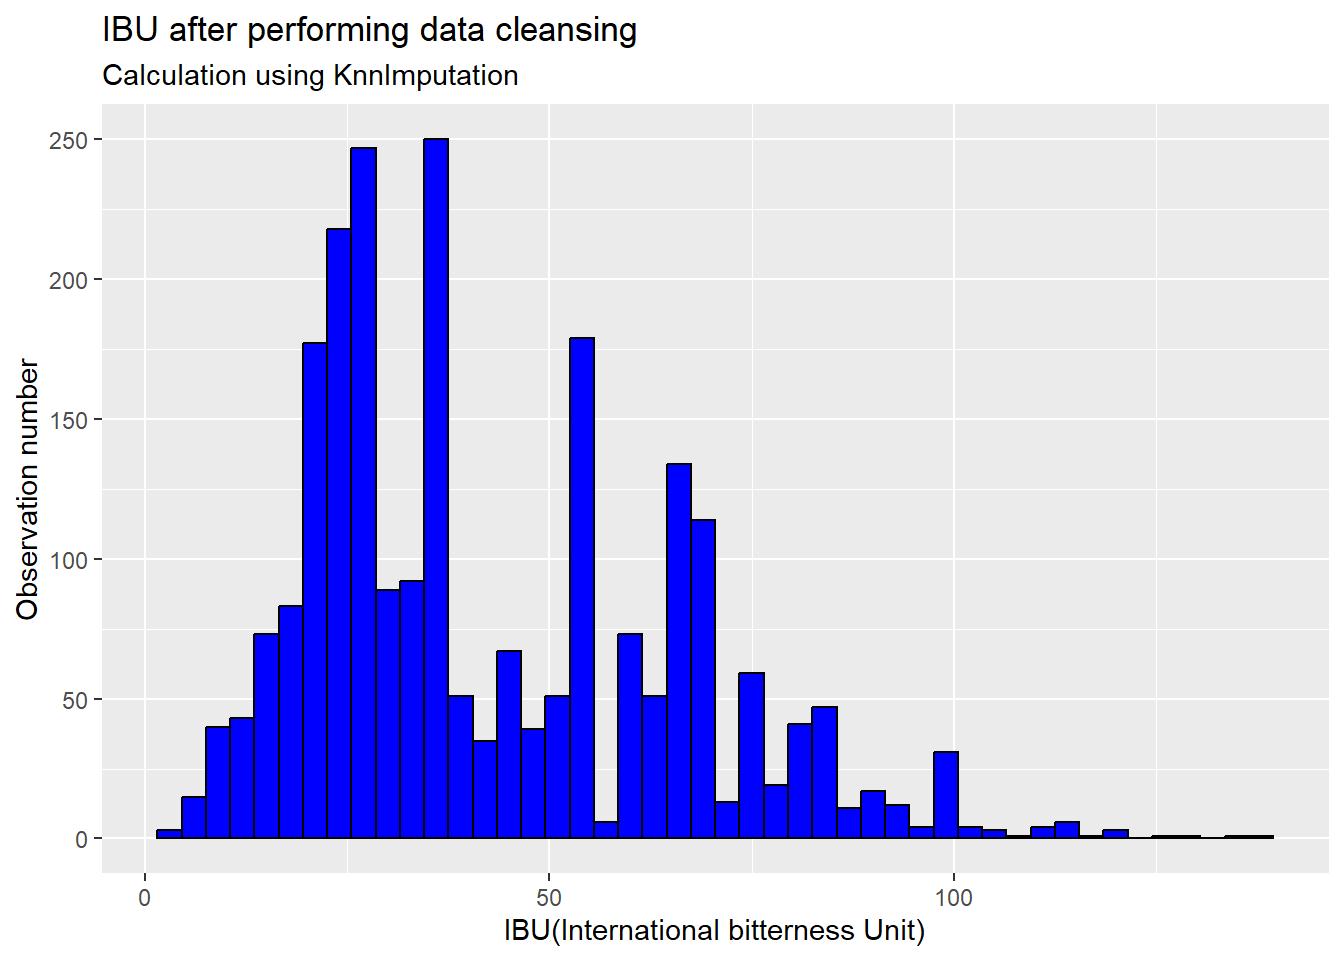 IBU after performing data cleansing
Calculation using KnnImputation
250
200
150
100
50
0
Observation number
0 50 100
IBU(International bitterness Unit)